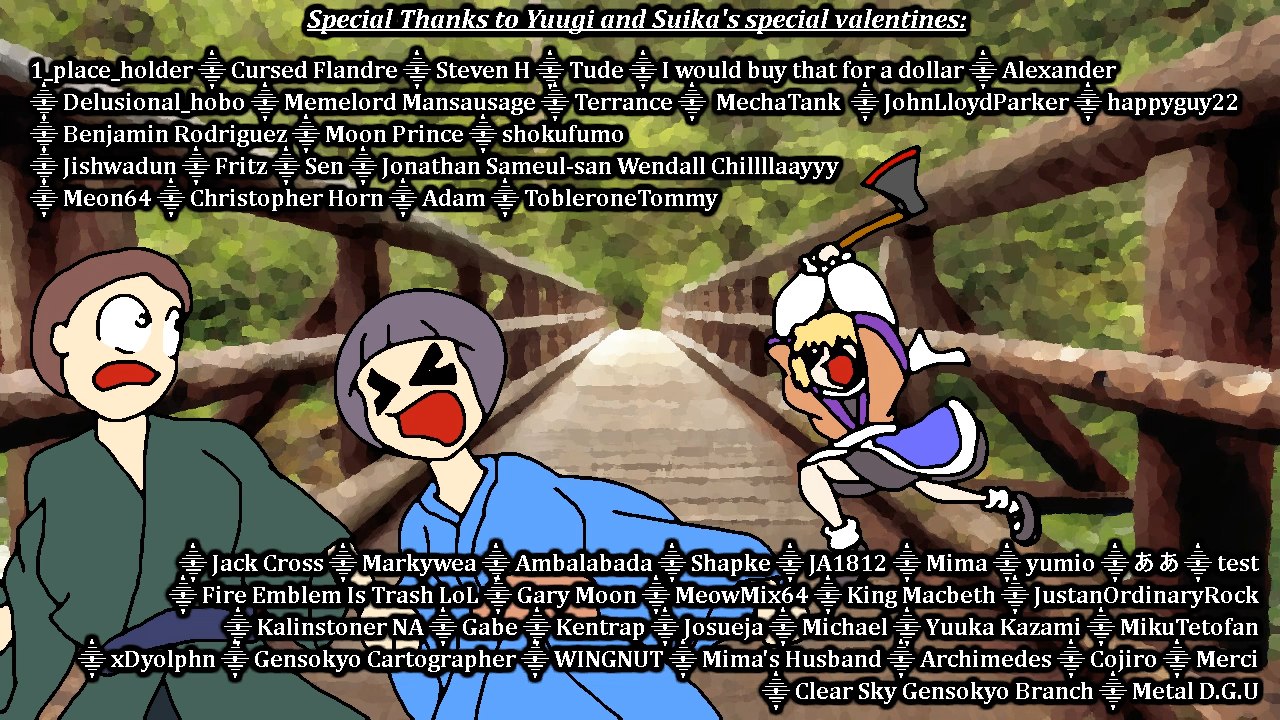 Special Thanks to Yuugi and Suika's special valentines:
1_place_holder Cursed Flandre Steven H Tude I would buy that for a dollar Alexander
Delusional_hobo Memelord Mansausage Terrance MechaTank JohnLloydParker happyguy22
Benjamin Rodriguez Moon Prince shokufumo
Jishwadun Fritz Sen Jonathan Sameul-san Wendall Chillllaayyy
Meon64 Christopher Horn Adam TobleroneTommy
Jack Cross Markywea Ambalabada Shapke JA1812 Mima yumio ああ test
Fire Emblem Is Trash LoL Gary Moon MeowMix64 King Macbeth JustanOrdinaryRock
Kalinstoner NA Gabe Kentrap Josueja Michael Yuuka Kazami MikuTetofan
xDyolphn Gensokyo Cartographer WINGNUT Mima's Husband Archimedes Cojiro Merci
Clear Sky Gensokyo Branch Metal D.G.U